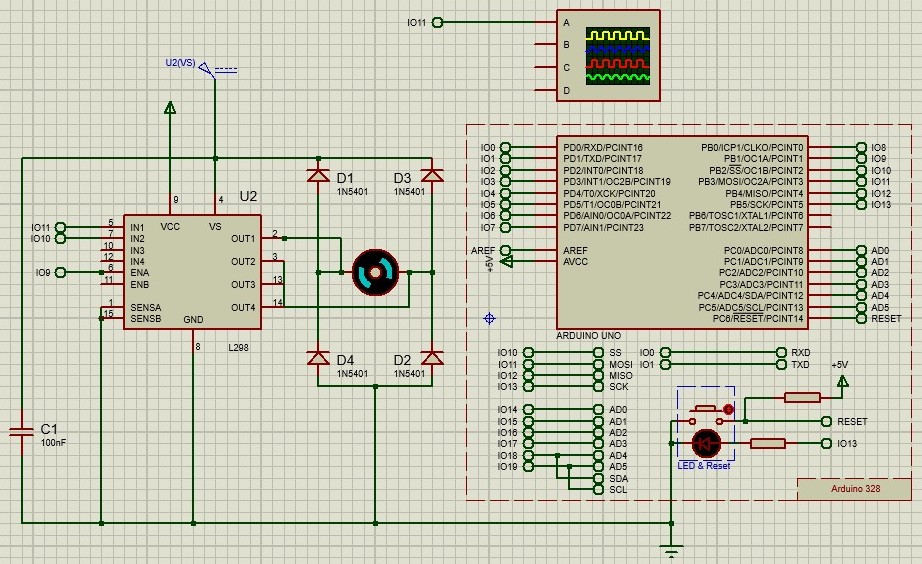 IO11
A
B
C
D
U2(VS)
U2
9
4
VCC
VS
IO11 5 IN1
IO10 7 IN2
10 IN3
12 IN4
IO9 6 ENA
11 ENB
1 SENSA
15 SENSB
OUT1 2
OUT2 3
OUT3 13
OUT4 14
GND
8
L298
D1
1N5401
D3
1N5401
D4
1N5401
D2
1N5401
C1
100nF
IO0 PD0/RXD/PCINT16 PB0/ICP1/CLKO/PCINT0 IO8
IO1 PD1/TXD/PCINT17 PB1/OC1A/PCINT1 IO9
IO2 PD2/INT0/PCINT18 PB2/SS/OC1B/PCINT2 IO10
IO3 PD3/INT1/OC2B/PCINT19 PB3/MOSI/OC2A/PCINT3 IO11
IO4 PD4/T0/XCK/PCINT20 PB4/MISO/PCINT4 IO12
IO5 PD5/T1/OC0B/PCINT21 PB5/SCK/PCINT5 IO13
IO6 PD6/AIN0/OC0A/PCINT22 PB6/TOSC1/XTAL1/PCINT6
IO7 PD7/AIN1/PCINT23 PB7/TOSC2/XTAL2/PCINT7
AREF AREF PC0/ADC0/PCINT8 AD0
+5V AVCC PC1/ADC1/PCINT9 AD1
PC2/ADC2/PCINT10 AD2
PC3/ADC3/PCINT11 AD3
PC4/ADC4/SDA/PCINT12 AD4
PC5/ADC5/SCL/PCINT13 AD5
PC6/RESET/PCINT14 RESET
ARDUINO UNO
IO10 SS IO0 RXD
IO11 MOSI IO1 TXD
IO12 MISO
IO13 SCK
+5V
IO14 AD0
IO15 AD1
IO16 AD2
IO17 AD3
IO18 AD4
IO19 AD5
SDA
SCL
RESET
IO13
LED & Reset
Arduino 328